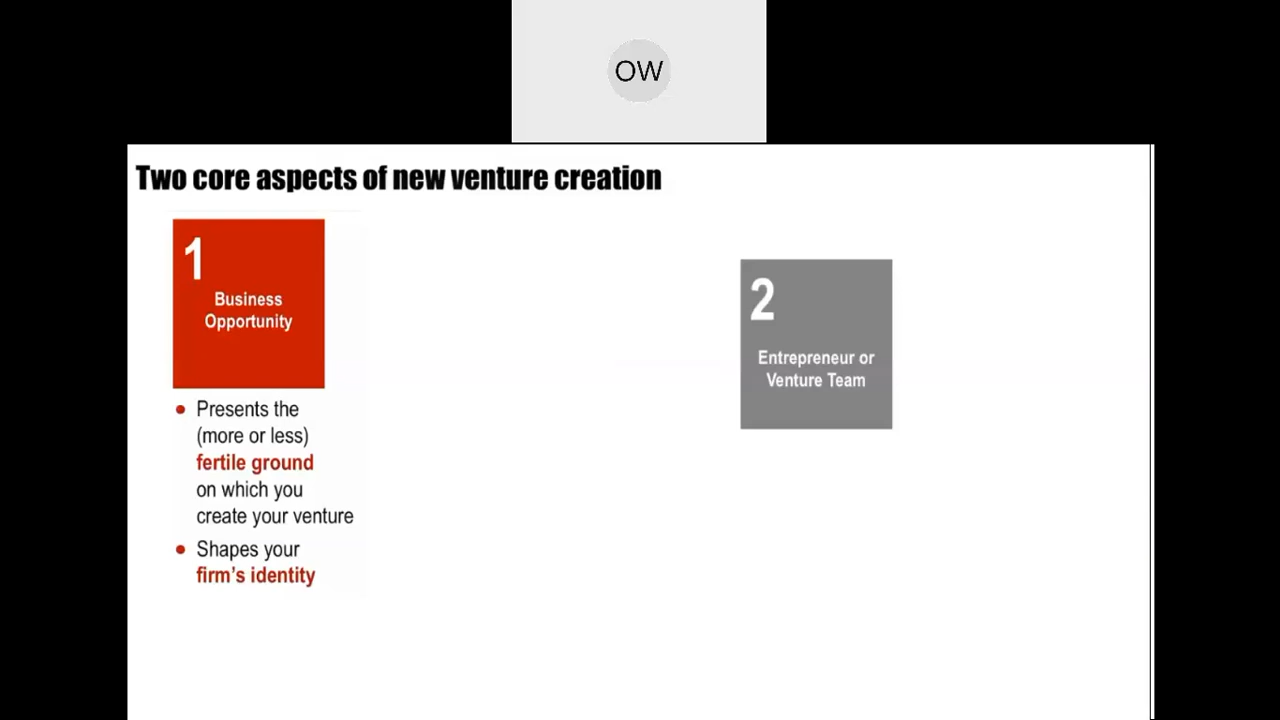 OW
Two core aspects of new venture creation
1
Business
Opportunity
• Presents the
(more or less)
fertile ground
on which you
create your venture
• Shapes your
firm's identity
2
Entrepreneur or
Venture Team